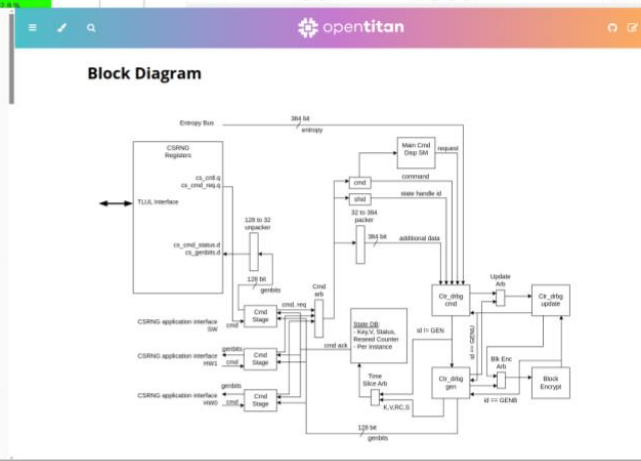 opentitan
Block Diagram
Entropy Bus
384 bit
entropy
CSRNG
Registers
cs_cntl.q
cs_cmd_req.q
TLUL Interface
cs_cmd_status.d
cs_genbits.d
128 to 32
unpacker
128 bit
genbits
Main Cmd
Disp SM
request
cmd
command
shid
state handle id
32 to 384
packer
384 bit
additional data
Cmd
arb
cmd, req
CSRNG application interface
SW
cmd
Cmd
Stage
CSRNG application interface
HW1
genbits
cmd
Cmd
Stage
CSRNG application interface
HW0
genbits
cmd
Cmd
Stage
cmd ack
State DB:
- Key,V, Status,
Reseed Counter
- Per Instance
Time
Slice Arb
K,V,RC,S
128 bit
genbits
Ctr_drbg
cmd
Update
Arb
Ctr_drbg
update
id != GEN
id == GENU
Ctr_drbg
gen
Blk Enc
Arb
Block
Encrypt
id == GENB